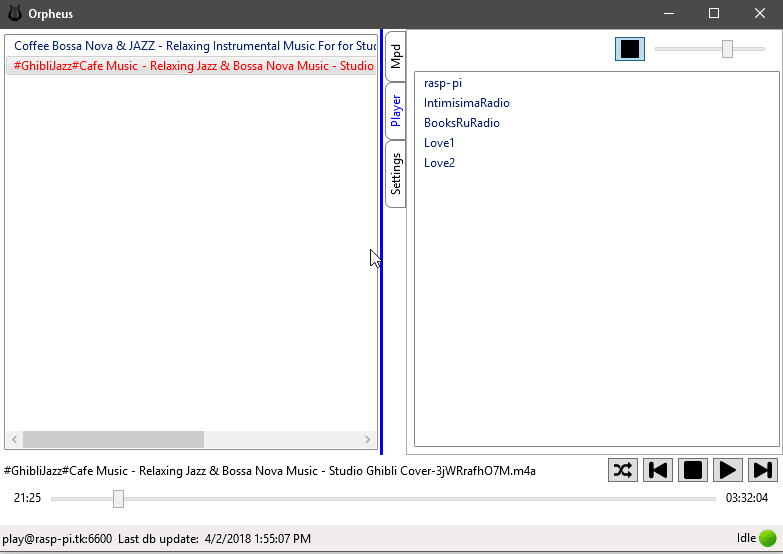 Orpheus
Coffee Bossa Nova & JAZZ - Relaxing Instrumental Music For for Stu
#GhibliJazz#Cafe Music - Relaxing Jazz & Bossa Nova Music - Studio
Mpd
Player
Settings
rasp-pi
IntimisimaRadio
BooksRuRadio
Love1
Love2
#GhibliJazz#Cafe Music - Relaxing Jazz & Bossa Nova Music - Studio Ghibli Cover-3jWRrafhO7M.m4a
21:25
03:32:04
play@rasp-pi.tk:6600 Last db update: 4/2/2018 1:55:07 PM
Idle